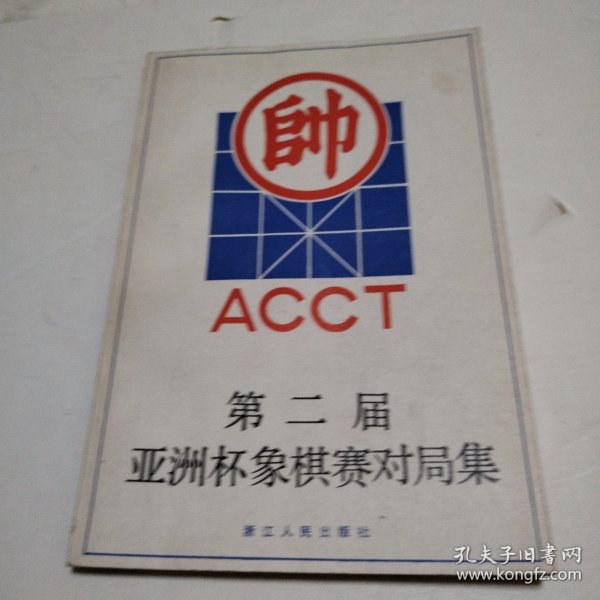 帥
ACCT
第二届
亚洲杯象棋赛对局集
浙江人民出版社
孔夫子旧书网
www.kongfz.com